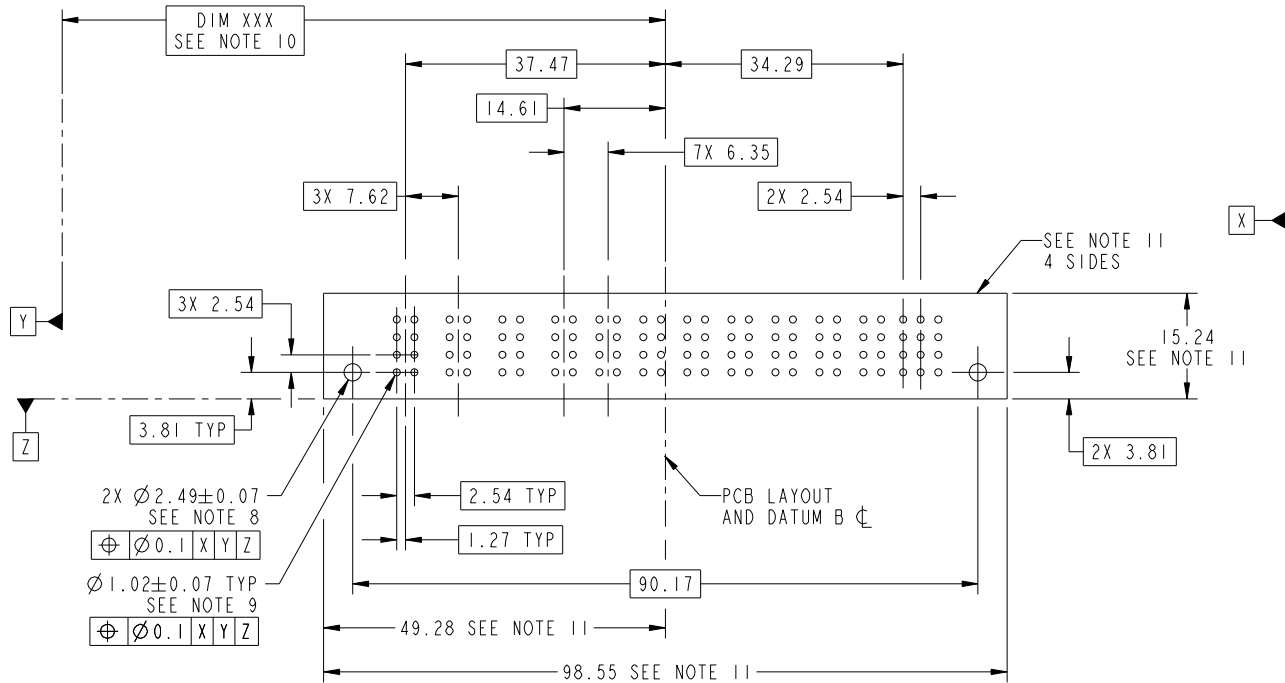 DIM XXX
SEE NOTE 10
37.47
34.29
14.61
7X 6.35
3X 7.62
2X 2.54
X
SEE NOTE 11
4 SIDES
3X 2.54
Y
15.24
SEE NOTE 11
3.81 TYP
Z
2X 3.81
2X Ø2.49±0.07
SEE NOTE 8
⌖ Ø0.1 X Y Z
2.54 TYP
PCB LAYOUT
AND DATUM B ℄
1.27 TYP
Ø1.02±0.07 TYP
SEE NOTE 9
⌖ Ø0.1 X Y Z
90.17
49.28 SEE NOTE 11
98.55 SEE NOTE 11